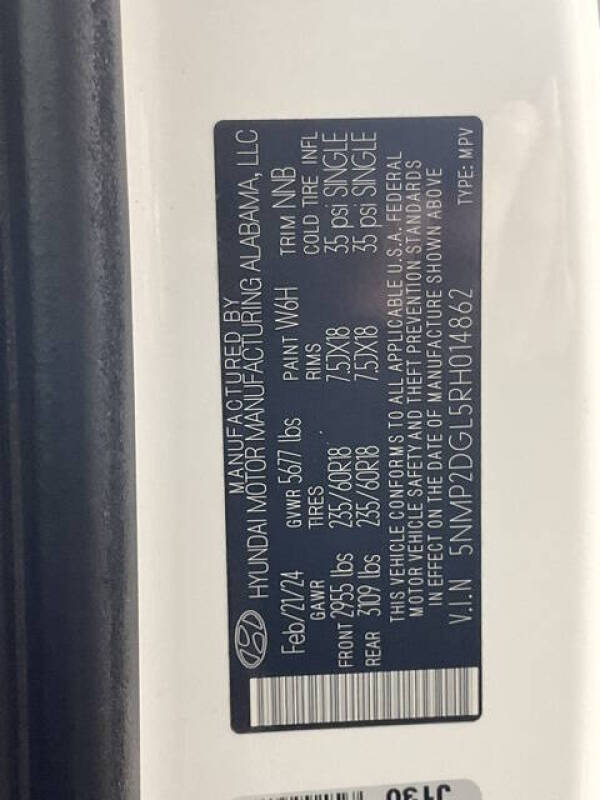 MANUFACTURED BY
HYUNDAI MOTOR MANUFACTURING ALABAMA, LLC
Feb/21/24 GVWR 5677 lbs PAINT W6H TRIM NNB
GAWR TIRES RIMS COLD TIRE INFL
FRONT 2955 lbs 235/60R18 7.5JX18 35 psi SINGLE
REAR 3109 lbs 235/60R18 7.5JX18 35 psi SINGLE
THIS VEHICLE CONFORMS TO ALL APPLICABLE U.S.A. FEDERAL
MOTOR VEHICLE SAFETY AND THEFT PREVENTION STANDARDS
IN EFFECT ON THE DATE OF MANUFACTURE SHOWN ABOVE
V.I.N 5NMP2DGL5RH014862 TYPE: MPV
J130